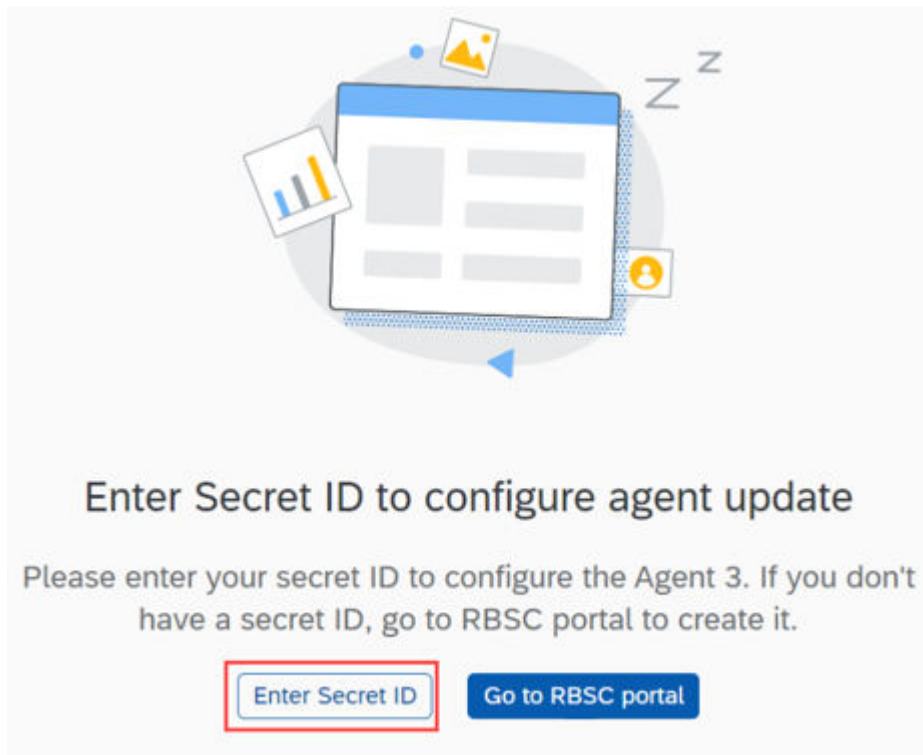 Z
Z
Enter Secret ID to configure agent update
Please enter your secret ID to configure the Agent 3. If you don't
have a secret ID, go to RBSC portal to create it.
Enter Secret ID
Go to RBSC portal